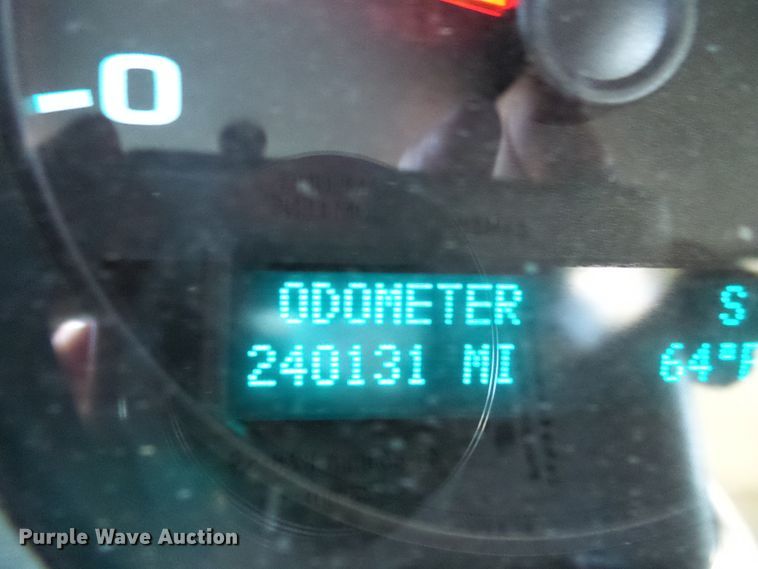 0
ODOMETER S
240131 MI 64°F
Purple Wave Auction